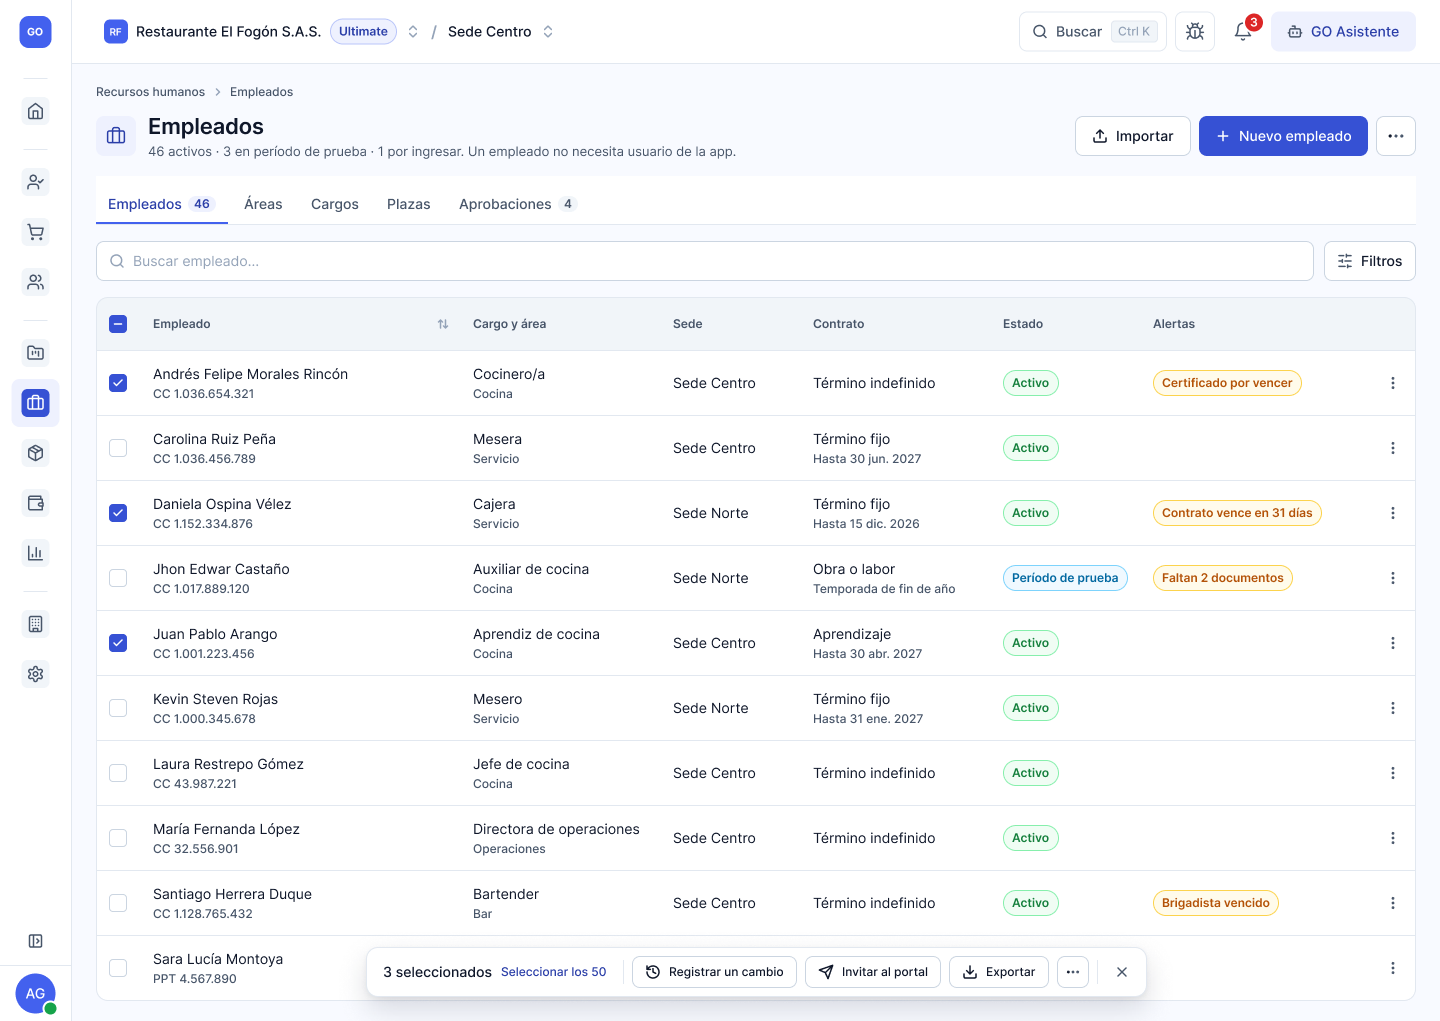 GO
RF Restaurante El Fogón S.A.S. Ultimate / Sede Centro
Buscar Ctrl K
3
GO Asistente
Recursos humanos > Empleados
Empleados
46 activos · 3 en período de prueba · 1 por ingresar. Un empleado no necesita usuario de la app.
Importar
+ Nuevo empleado
Empleados 46 Áreas Cargos Plazas Aprobaciones 4
Buscar empleado...
Filtros
Empleado Cargo y área Sede Contrato Estado Alertas
Andrés Felipe Morales Rincón
CC 1.036.654.321
Cocinero/a
Cocina
Sede Centro
Término indefinido
Activo
Certificado por vencer
Carolina Ruiz Peña
CC 1.036.456.789
Mesera
Servicio
Sede Centro
Término fijo
Hasta 30 jun. 2027
Activo
Daniela Ospina Vélez
CC 1.152.334.876
Cajera
Servicio
Sede Norte
Término fijo
Hasta 15 dic. 2026
Activo
Contrato vence en 31 días
Jhon Edwar Castaño
CC 1.017.889.120
Auxiliar de cocina
Cocina
Sede Norte
Obra o labor
Temporada de fin de año
Período de prueba
Faltan 2 documentos
Juan Pablo Arango
CC 1.001.223.456
Aprendiz de cocina
Cocina
Sede Centro
Aprendizaje
Hasta 30 abr. 2027
Activo
Kevin Steven Rojas
CC 1.000.345.678
Mesero
Servicio
Sede Norte
Término fijo
Hasta 31 ene. 2027
Activo
Laura Restrepo Gómez
CC 43.987.221
Jefe de cocina
Cocina
Sede Centro
Término indefinido
Activo
María Fernanda López
CC 32.556.901
Directora de operaciones
Operaciones
Sede Centro
Término indefinido
Activo
Santiago Herrera Duque
CC 1.128.765.432
Bartender
Bar
Sede Centro
Término indefinido
Activo
Brigadista vencido
Sara Lucía Montoya
PPT 4.567.890
3 seleccionados Seleccionar los 50
Registrar un cambio
Invitar al portal
Exportar
AG